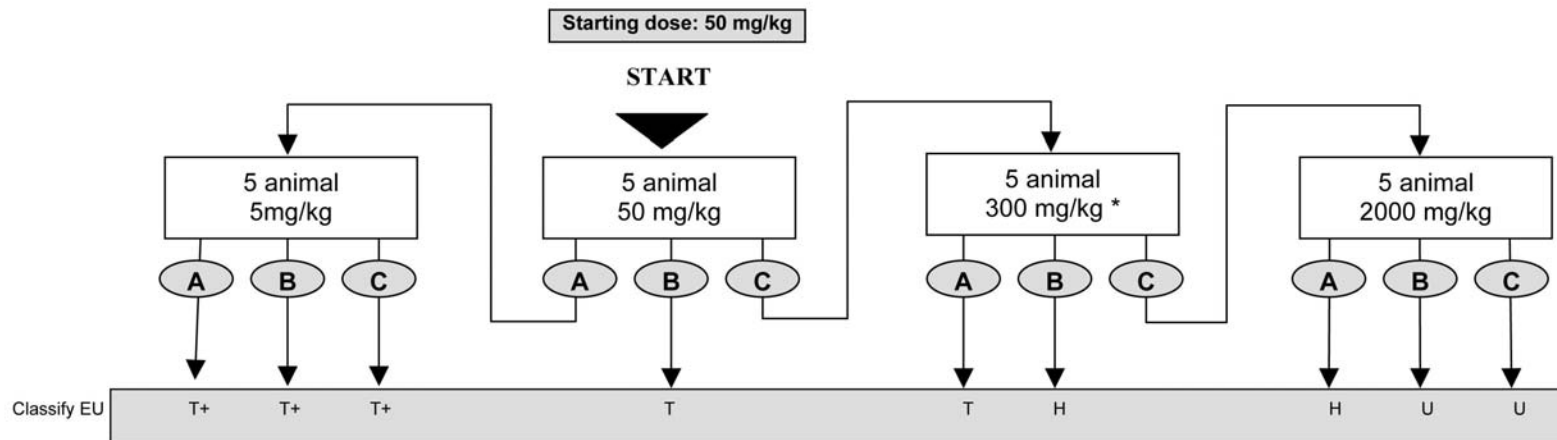 Starting dose: 50 mg/kg
START
5 animal
5mg/kg
5 animal
50 mg/kg
5 animal
300 mg/kg *
5 animal
2000 mg/kg
A B C A B C A B C A B C
Classify EU T+ T+ T+ T T H H U U